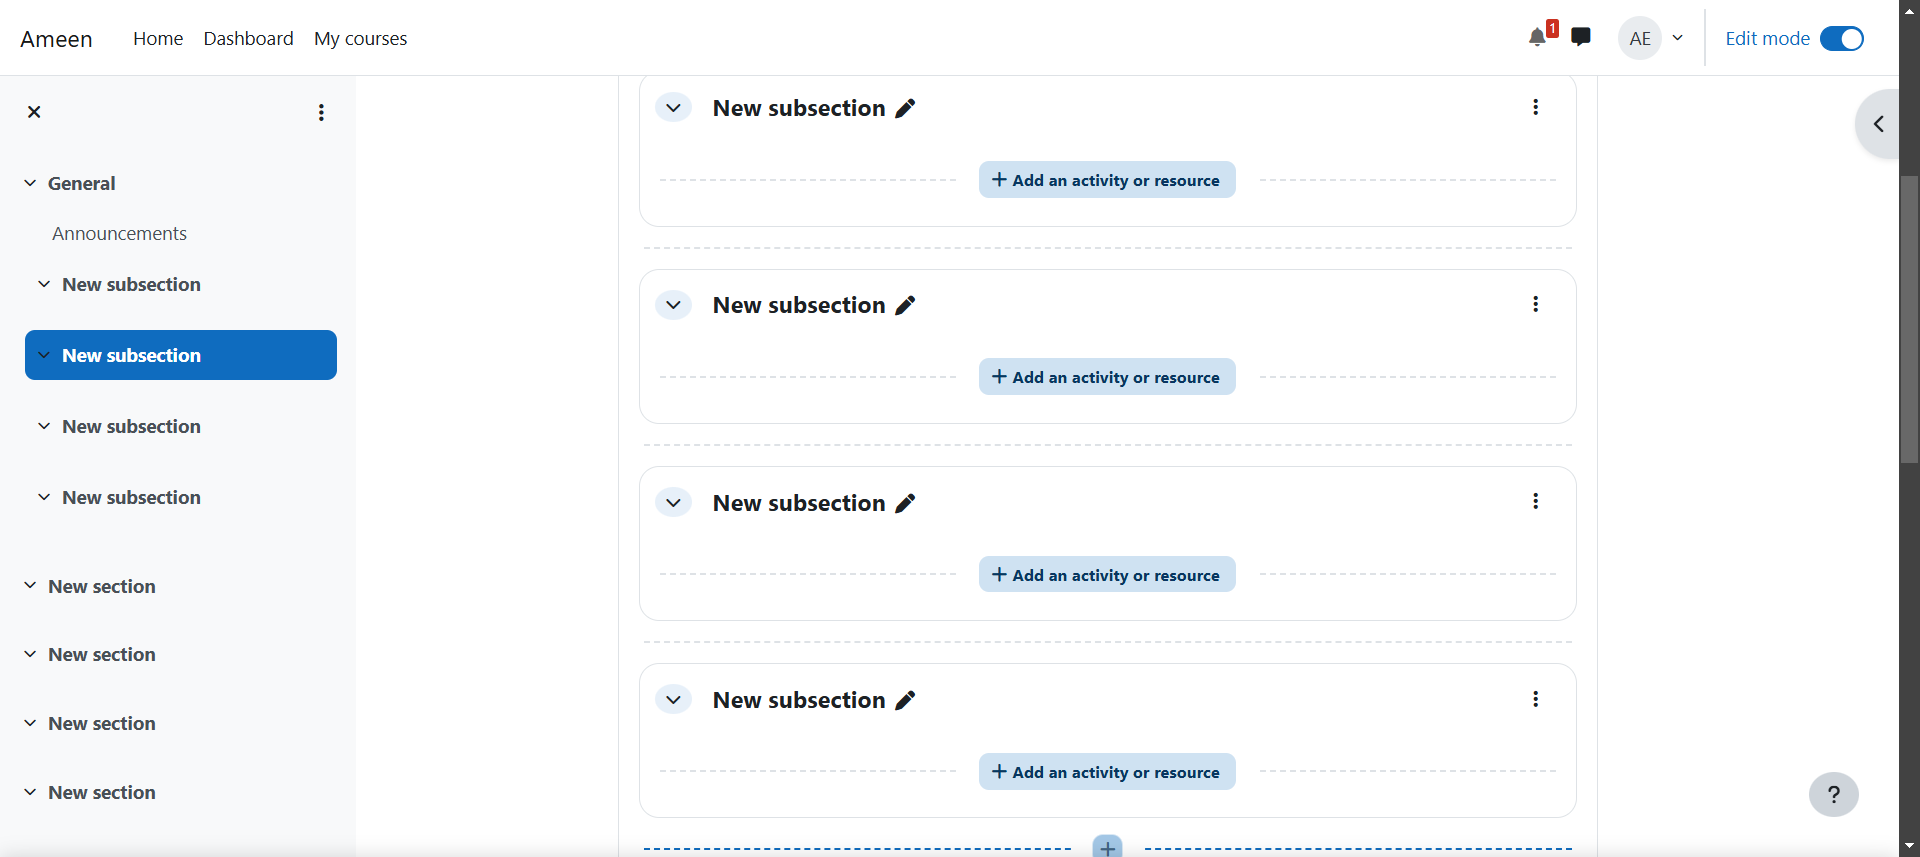 Ameen Home Dashboard My courses 1 AE Edit mode
General
Announcements
New subsection
New subsection
New subsection
New subsection
New section
New section
New section
New section
New subsection
+ Add an activity or resource
New subsection
+ Add an activity or resource
New subsection
+ Add an activity or resource
New subsection
+ Add an activity or resource
+
?